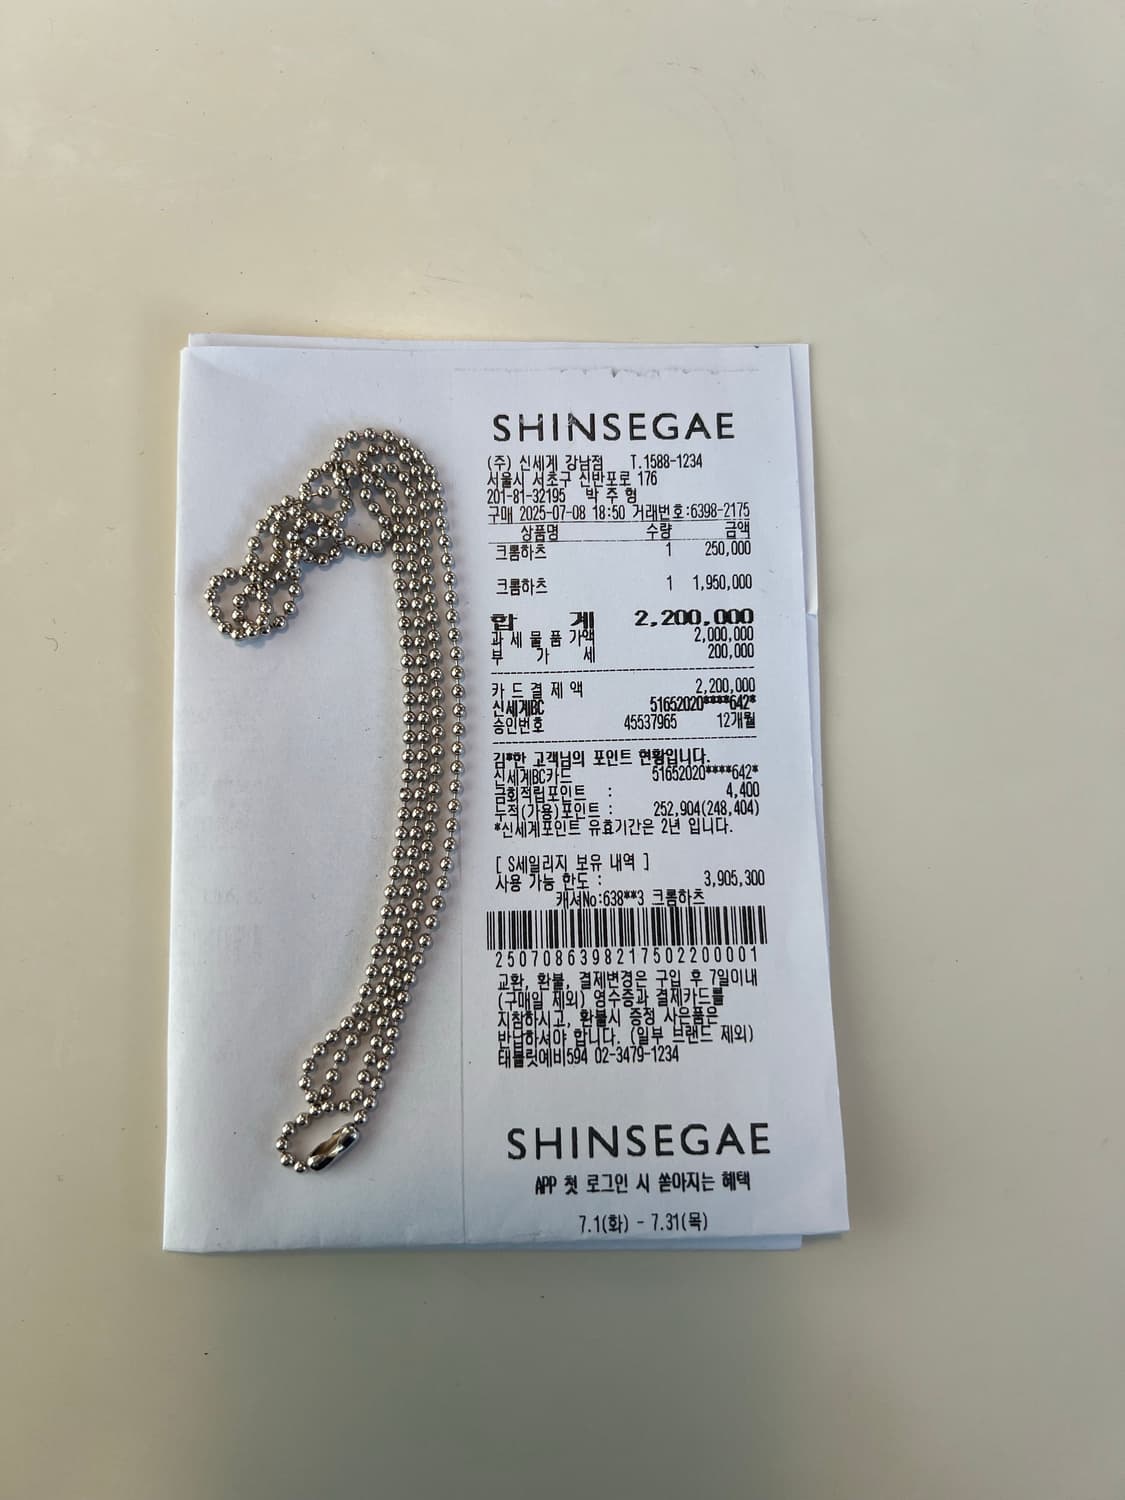 SHINSEGAE
(주) 신세계 강남점 T.1588-1234
서울시 서초구 신반포로 176
201-81-32195 박 주 형
구매 2025-07-08 18:50 거래번호:6398-2175
상품명 수량 금액
크롬하츠 1 250,000
크롬하츠 1 1,950,000
합 계 2,200,000
과 세 물 품 가액 2,000,000
부 가 세 200,000
카 드 결 제 액 2,200,000
신세계BC 51652020****642*
승인번호 45537965 12개월
김*한 고객님의 포인트 현황입니다.
신세계BC카드 51652020****642*
금회적립포인트 : 4,400
누적(가용)포인트 : 252,904(248,404)
*신세계포인트 유효기간은 2년 입니다.
[ S세일리지 보유 내역 ]
사용 가능 한도 : 3,905,300
캐셔No:638**3 크롬하츠
25070863982175022000001
교환, 환불, 결제변경은 구입 후 7일이내
(구매일 제외) 영수증과 결제카드를
지참하시고, 환불시 증정 사은품은
반납하셔야 합니다. (일부 브랜드 제외)
태블릿예비594 02-3479-1234
SHINSEGAE
APP 첫 로그인 시 쏟아지는 혜택
7.1(화) - 7.31(목)